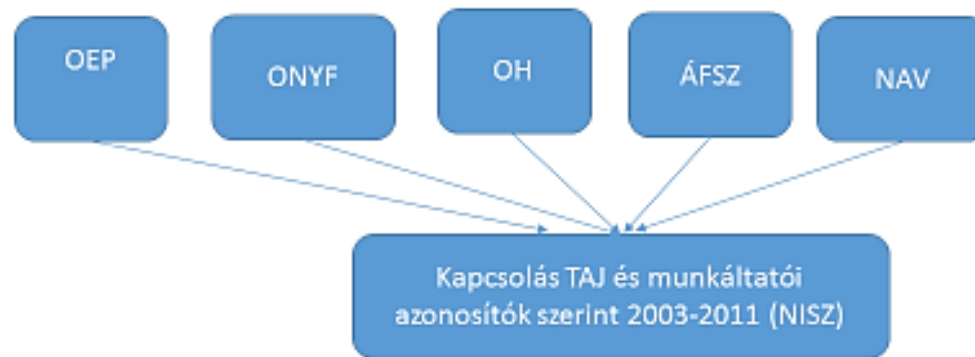 OEP
ONYF
OH
ÁFSZ
NAV
Kapcsolás TAJ és munkáltatói
azonosítók szerint 2003-2011 (NISZ)